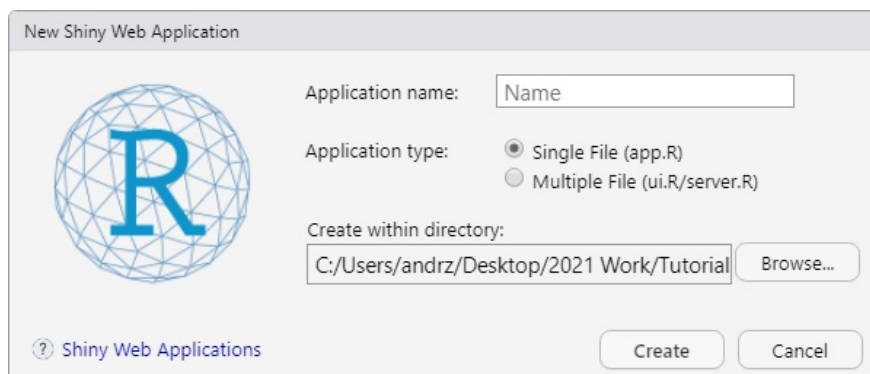 New Shiny Web Application
R
Application name: Name
Application type: Single File (app.R)
Multiple File (ui.R/server.R)
Create within directory:
C:/Users/andrz/Desktop/2021 Work/Tutorial Browse...
? Shiny Web Applications Create Cancel